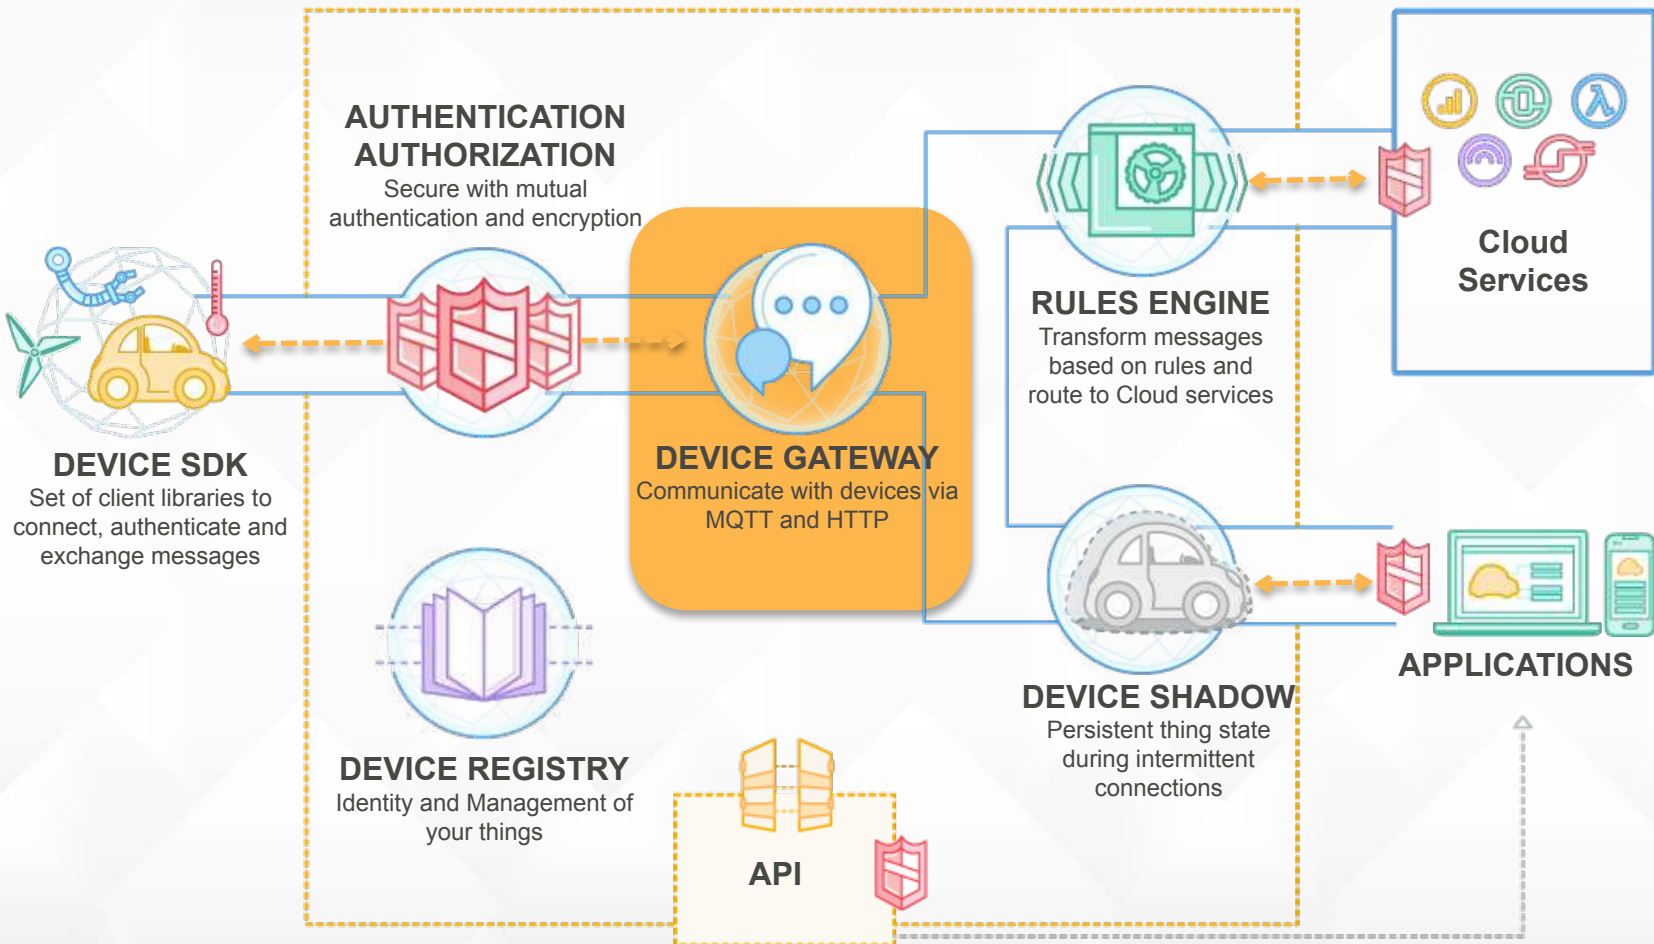 AUTHENTICATION
AUTHORIZATION
Secure with mutual
authentication and encryption
DEVICE SDK
Set of client libraries to
connect, authenticate and
exchange messages
DEVICE GATEWAY
Communicate with devices via
MQTT and HTTP
RULES ENGINE
Transform messages
based on rules and
route to Cloud services
Cloud
Services
DEVICE REGISTRY
Identity and Management of
your things
DEVICE SHADOW
Persistent thing state
during intermittent
connections
APPLICATIONS
API